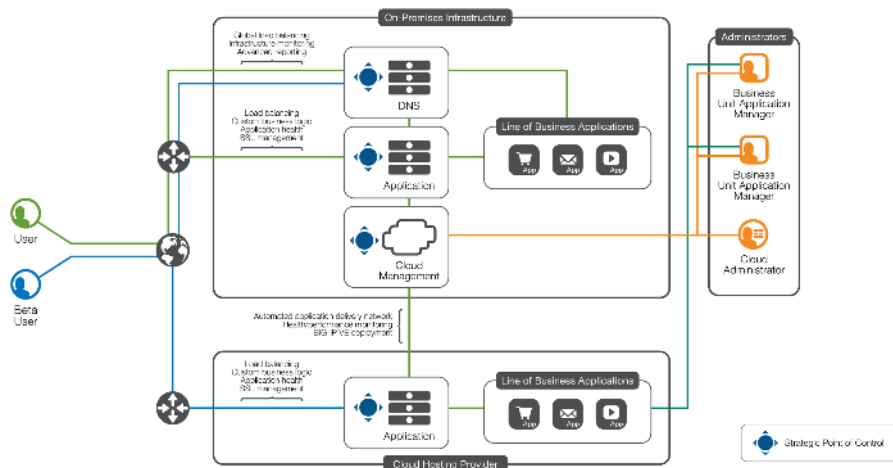 On-Premises Infrastructure
Global load balancing
Infrastructure monitoring
Advanced reporting
DNS
Load balancing
Custom business logic
Application health
SSL management
Application
Line of Business Applications
App
App
App
Cloud
Management
Administrators
Business
Unit Application
Manager
Business
Unit Application
Manager
Cloud
Administrator
User
Beta
User
Automated application delivery network
Health/performance monitoring
BIG-IP VE deployment
Load balancing
Custom business logic
Application health
SSL management
Application
Line of Business Applications
App
App
App
Cloud Hosting Provider
Strategic Point of Control